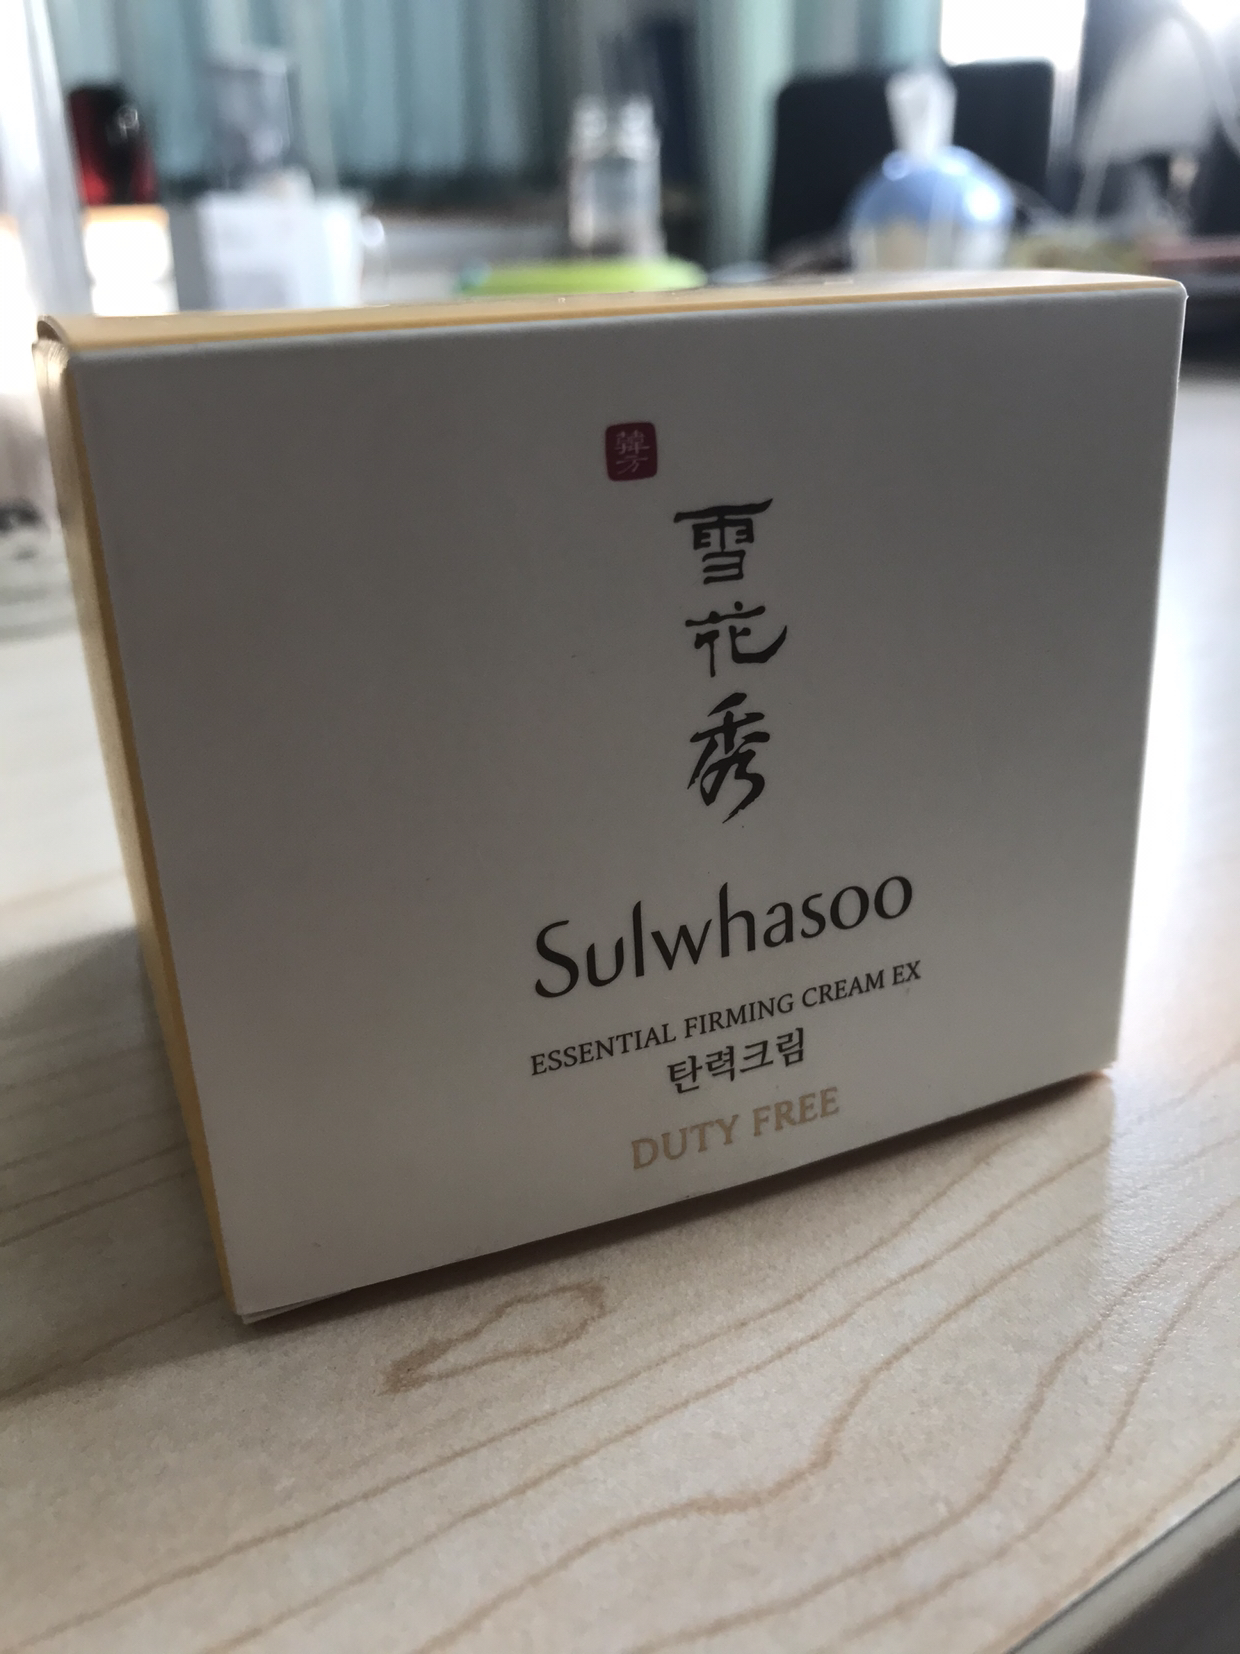 韓方
雪花秀
Sulwhasoo
ESSENTIAL FIRMING CREAM EX
탄력크림
DUTY FREE